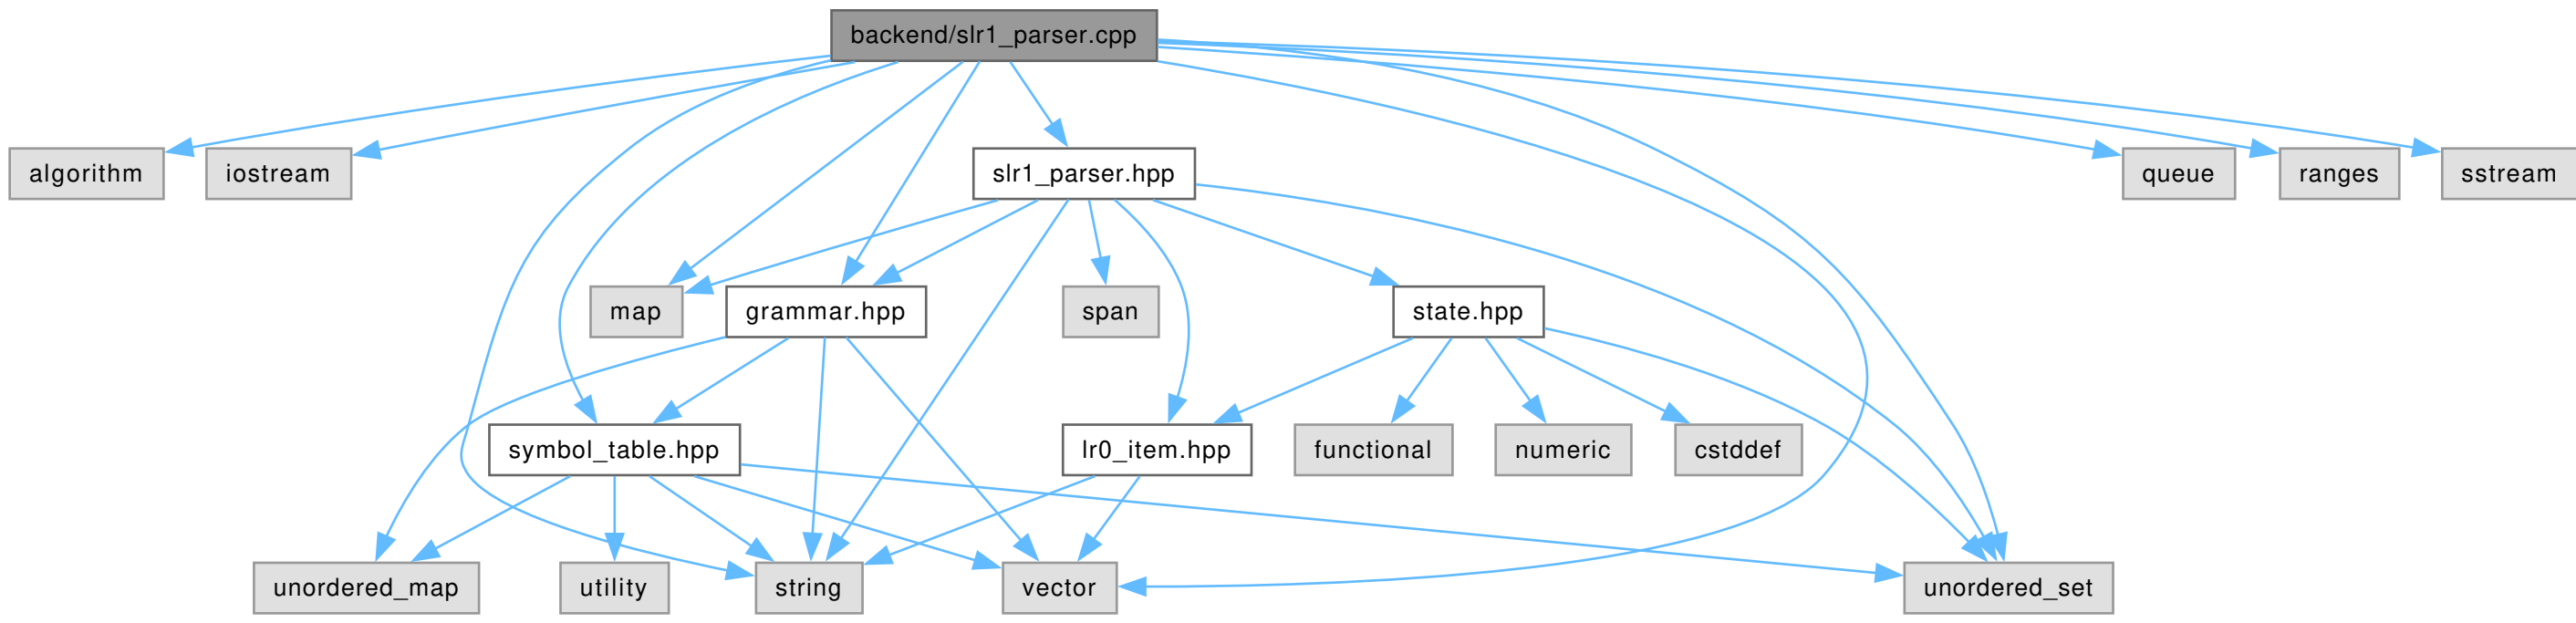 backend/slr1_parser.cpp
algorithm
iostream
slr1_parser.hpp
queue
ranges
sstream
map
grammar.hpp
span
state.hpp
symbol_table.hpp
lr0_item.hpp
functional
numeric
cstddef
unordered_map
utility
string
vector
unordered_set